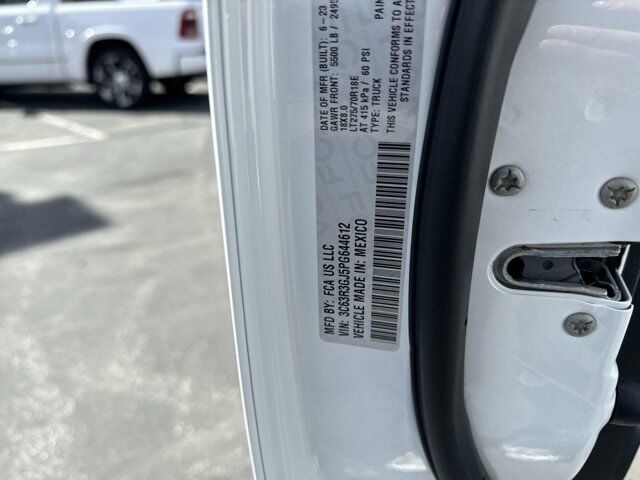 MFD BY: FCA US LLC
VIN: 3C63R3GJ5PG644612
VEHICLE MADE IN: MEXICO
DATE OF MFR (BUILT): 6-23
GAWR FRONT: 5500 LB / 249
18X8.0
LT275/70R18E
AT 415 kPa / 60 PSI
TYPE: TRUCK
THIS VEHICLE CONFORMS TO A
STANDARDS IN EFFECT
PAIN